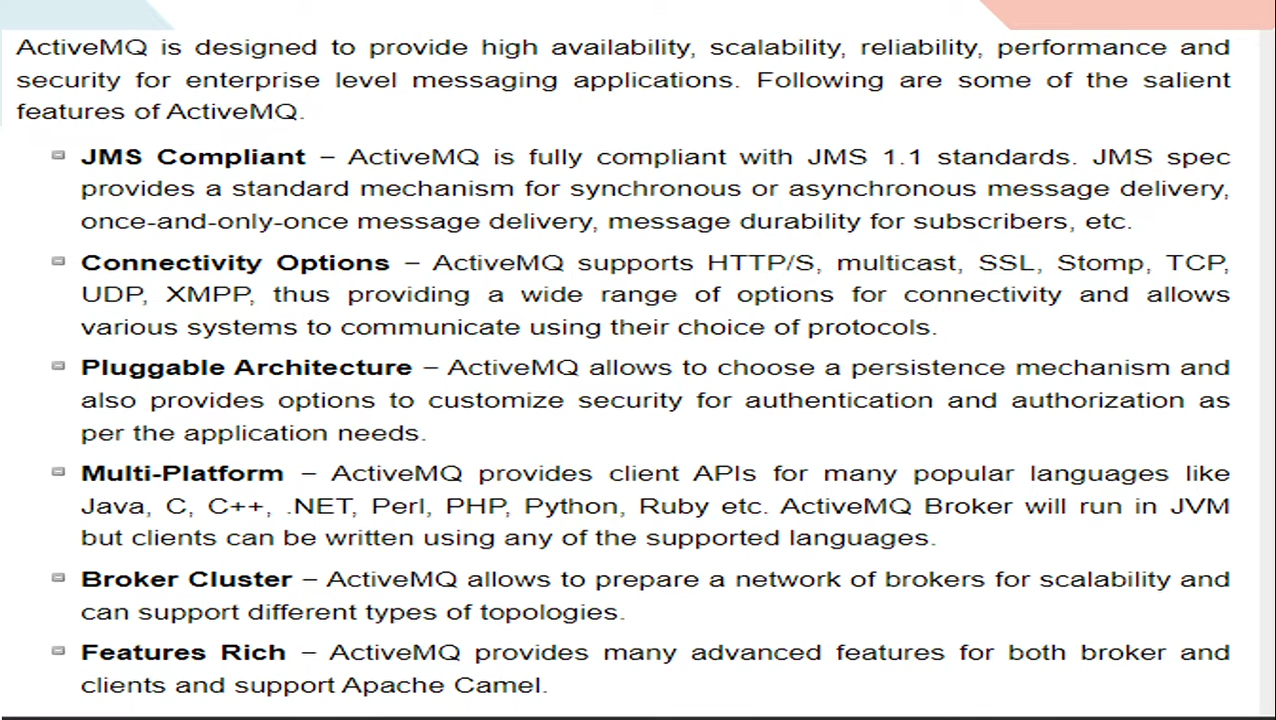 ActiveMQ is designed to provide high availability, scalability, reliability, performance and
security for enterprise level messaging applications. Following are some of the salient
features of ActiveMQ.
JMS Compliant – ActiveMQ is fully compliant with JMS 1.1 standards. JMS spec
provides a standard mechanism for synchronous or asynchronous message delivery,
once-and-only-once message delivery, message durability for subscribers, etc.
Connectivity Options – ActiveMQ supports HTTP/S, multicast, SSL, Stomp, TCP,
UDP, XMPP, thus providing a wide range of options for connectivity and allows
various systems to communicate using their choice of protocols.
Pluggable Architecture – ActiveMQ allows to choose a persistence mechanism and
also provides options to customize security for authentication and authorization as
per the application needs.
Multi-Platform – ActiveMQ provides client APIs for many popular languages like
Java, C, C++, .NET, Perl, PHP, Python, Ruby etc. ActiveMQ Broker will run in JVM
but clients can be written using any of the supported languages.
Broker Cluster – ActiveMQ allows to prepare a network of brokers for scalability and
can support different types of topologies.
Features Rich – ActiveMQ provides many advanced features for both broker and
clients and support Apache Camel.